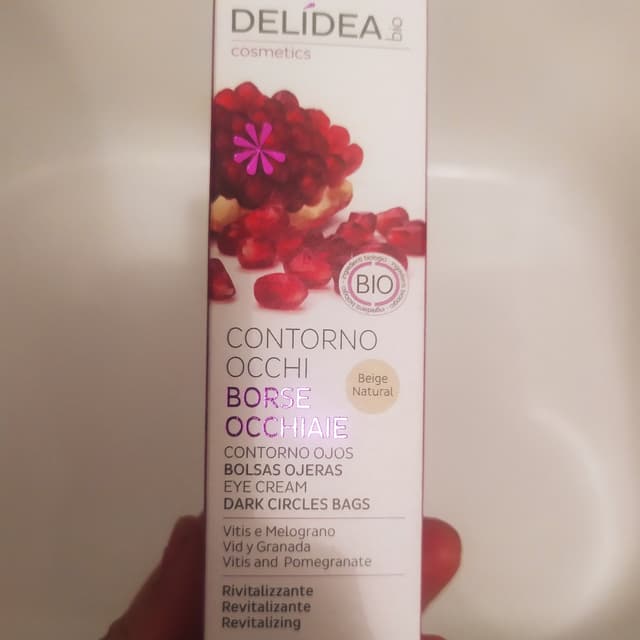 DELÍDEA
bio
cosmetics
BIO
CONTORNO
OCCHI
Beige
Natural
BORSE
OCCHIAIE
CONTORNO OJOS
BOLSAS OJERAS
EYE CREAM
DARK CIRCLES BAGS
Vitis e Melograno
Vid y Granada
Vitis and Pomegranate
Rivitalizzante
Revitalizante
Revitalizing